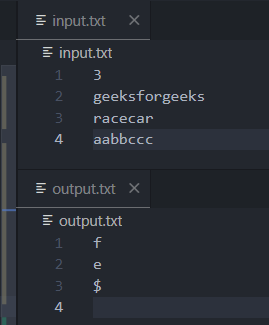 input.txt
input.txt
1 3
2 geeksforgeeks
3 racecar
4 aabbccc
output.txt
output.txt
1 f
2 e
3 $
4